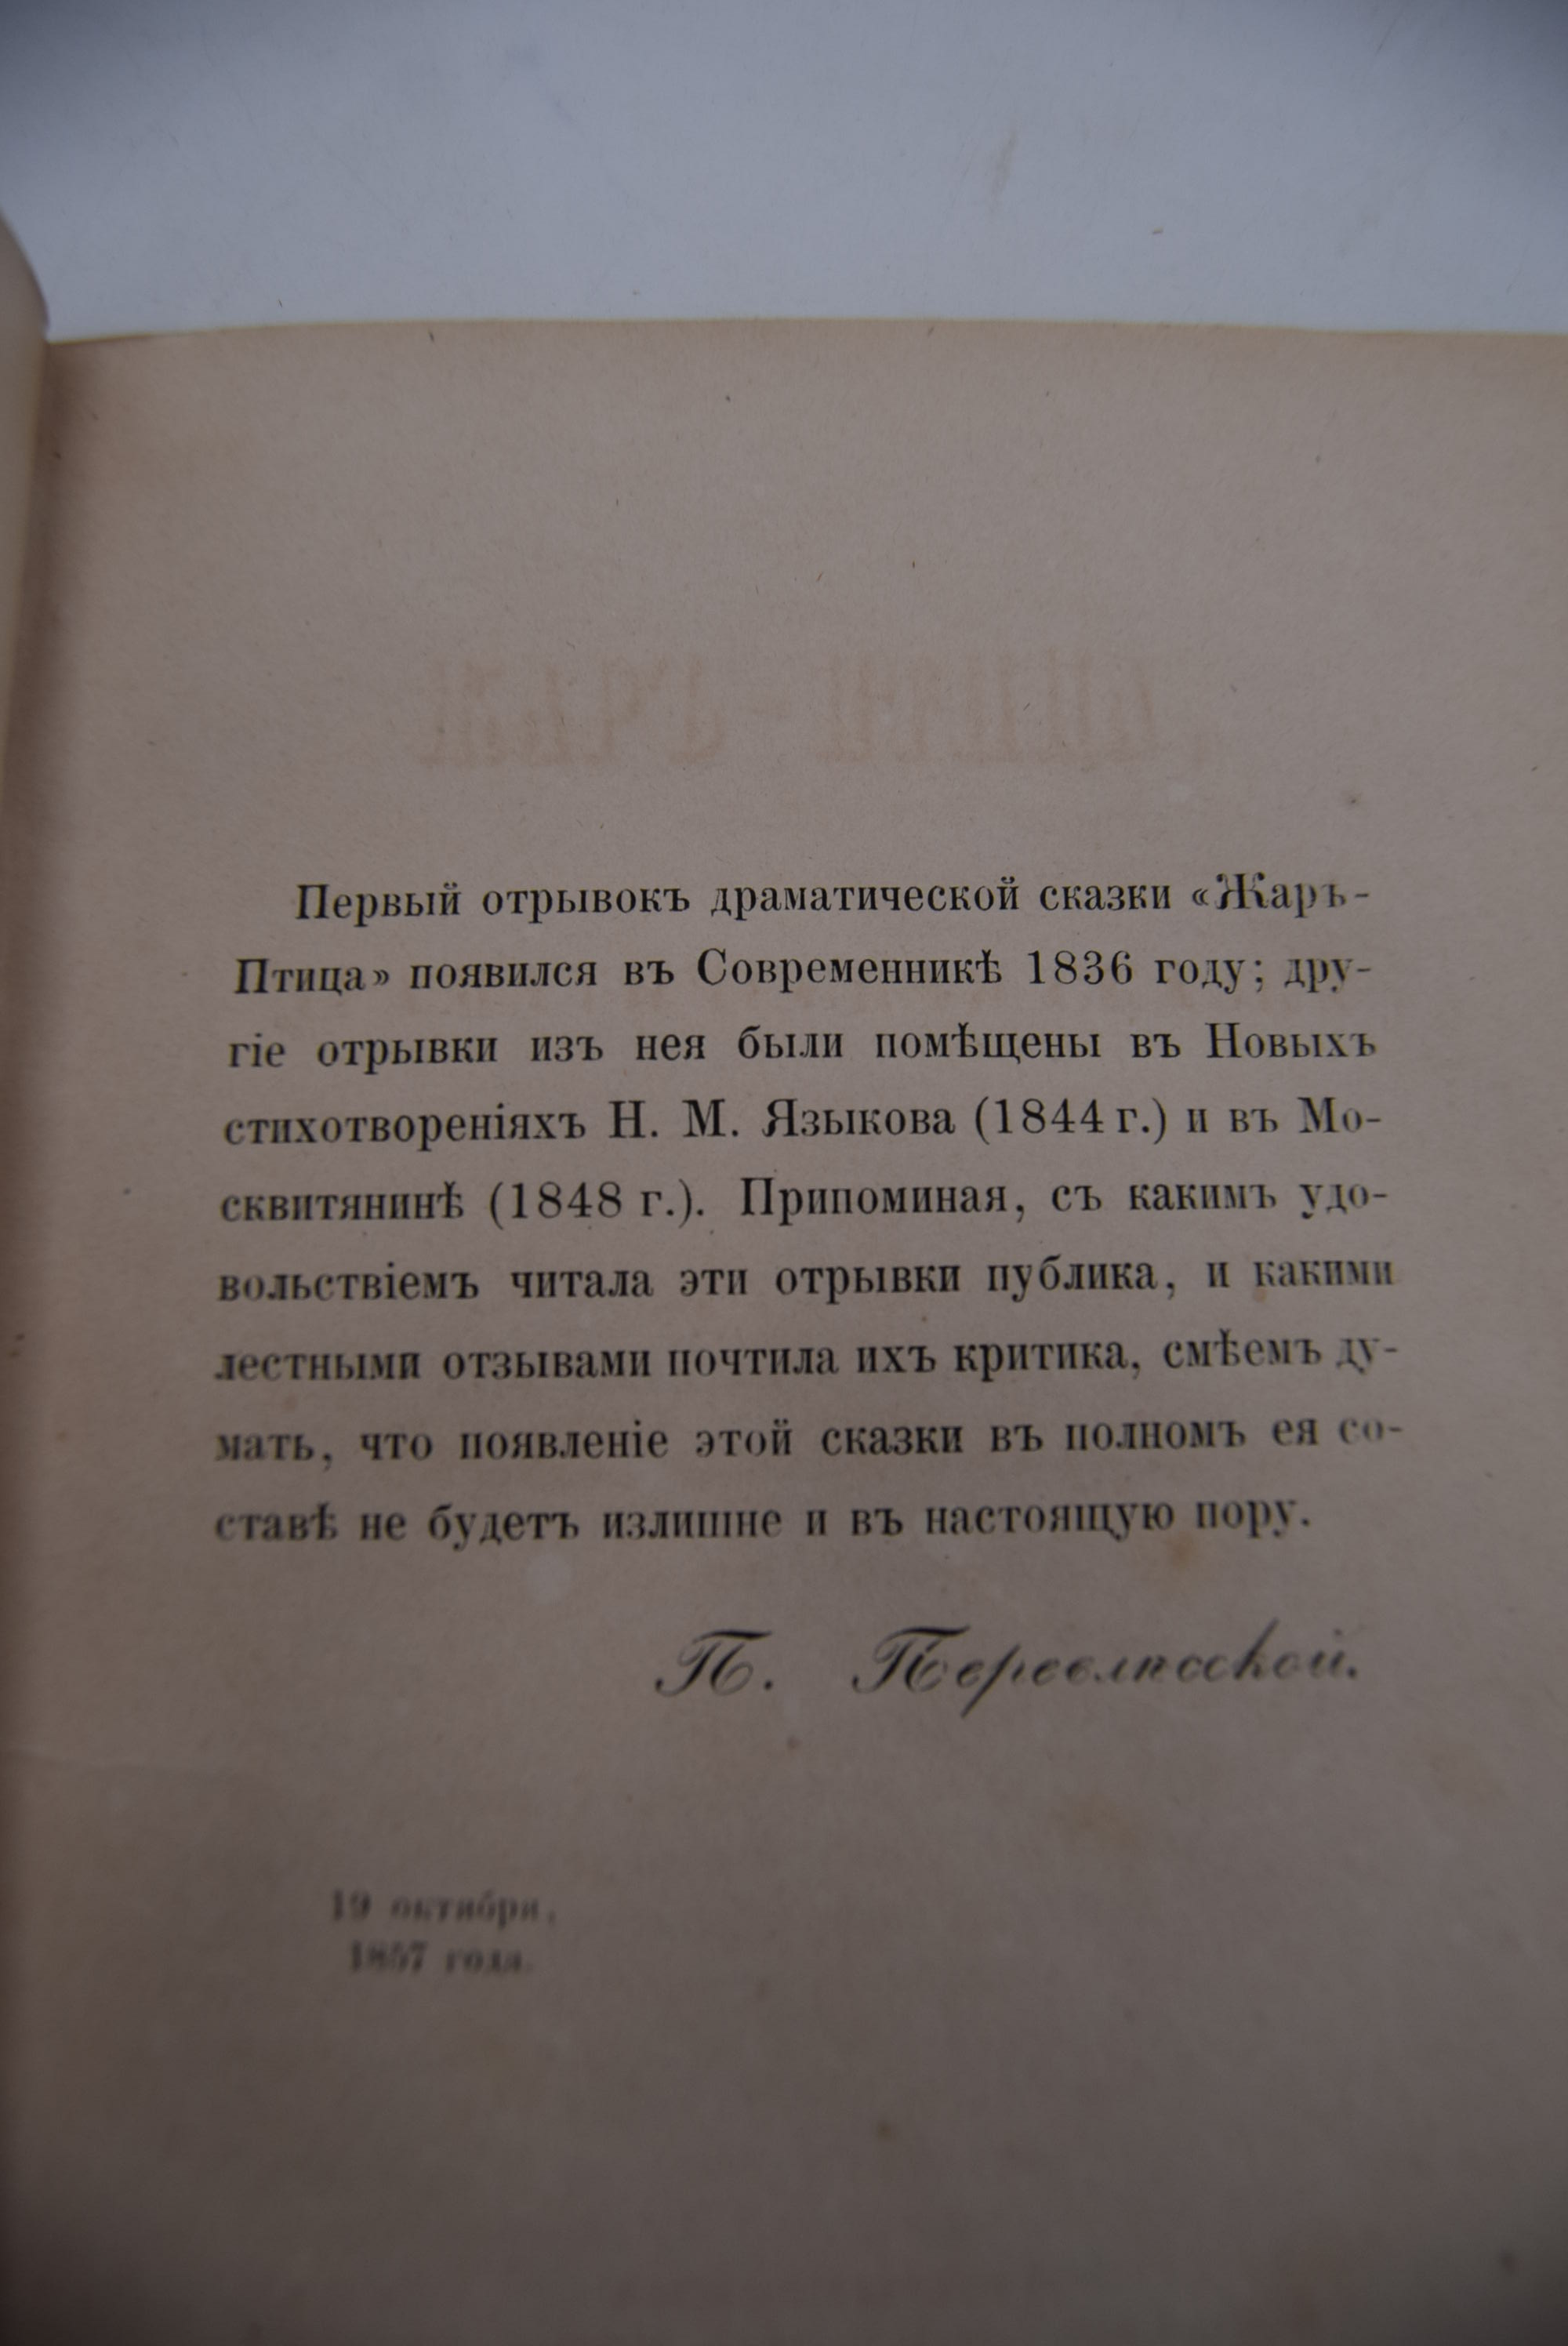 Первый отрывокъ драматической сказки «Жаръ-
Птица» появился въ Современникѣ 1836 году; дру-
гіе отрывки изъ нея были помѣщены въ Новыхъ
стихотвореніяхъ Н. М. Языкова (1844 г.) и въ Мо-
сквитянинѣ (1848 г.). Припоминая, съ какимъ удо-
вольствіемъ читала эти отрывки публика, и какими
лестными отзывами почтила ихъ критика, смѣемъ ду-
мать, что появленіе этой сказки въ полномъ ея со-
ставѣ не будетъ излишне и въ настоящую пору.
П. Перевлѣсской.
19 октября.
1857 года.